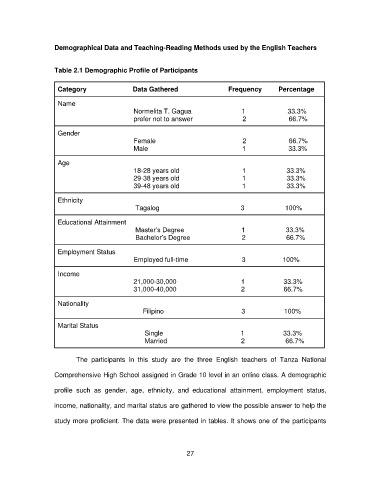 Demographical Data and Teaching-Reading Methods used by the English Teachers
Table 2.1 Demographic Profile of Participants
Category Data Gathered Frequency Percentage
Name
Normelita T. Gagua 1 33.3%
prefer not to answer 2 66.7%
Gender
Female 2 66.7%
Male 1 33.3%
Age
18-28 years old 1 33.3%
29-38 years old 1 33.3%
39-48 years old 1 33.3%
Ethnicity
Tagalog 3 100%
Educational Attainment
Master's Degree 1 33.3%
Bachelor's Degree 2 66.7%
Employment Status
Employed full-time 3 100%
Income
21,000-30,000 1 33.3%
31,000-40,000 2 66.7%
Nationality
Filipino 3 100%
Marital Status
Single 1 33.3%
Married 2 66.7%
The participants in this study are the three English teachers of Tanza National
Comprehensive High School assigned in Grade 10 level in an online class. A demographic
profile such as gender, age, ethnicity, and educational attainment, employment status,
income, nationality, and marital status are gathered to view the possible answer to help the
study more proficient. The data were presented in tables. It shows one of the participants
27